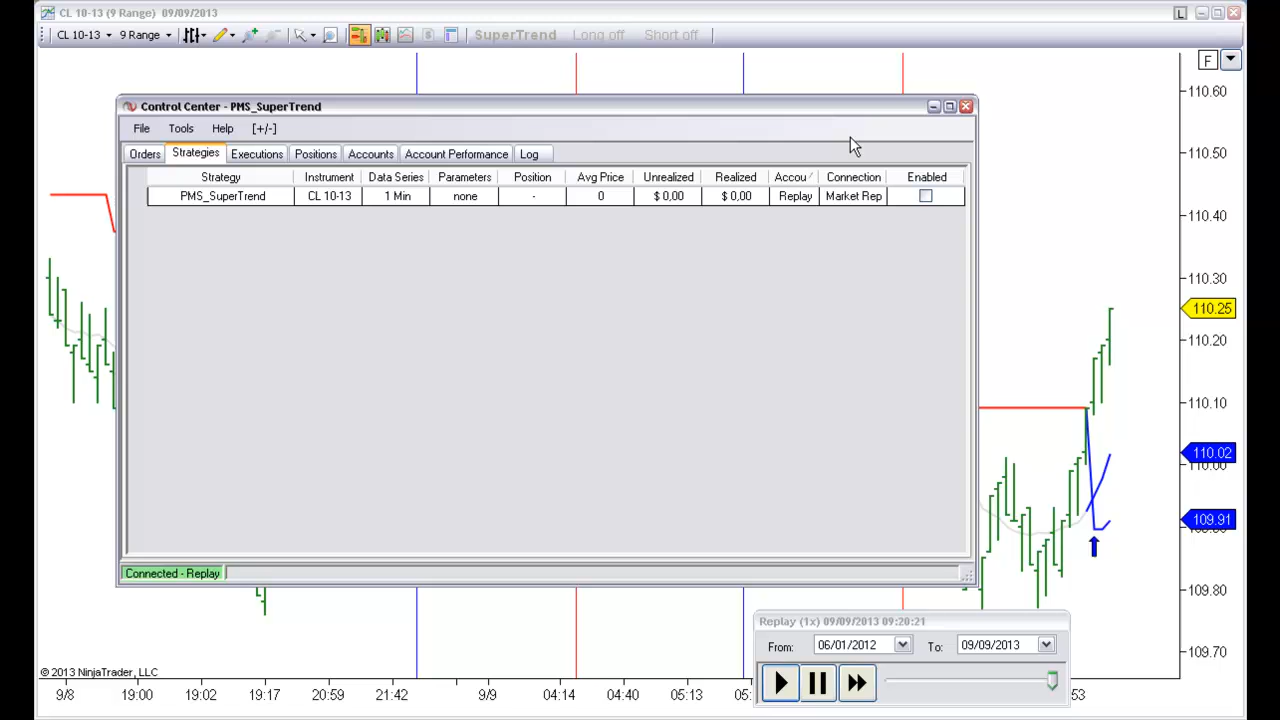 CL 10-13 (9 Range) 09/09/2013
L
CL 10-13 9 Range SuperTrend Long off Short off
F
110.60
110.50
110.40
110.30
110.25
110.20
110.10
110.02
110.00
109.91
109.80
109.70
Control Center - PMS_SuperTrend
File Tools Help [+/-]
Orders Strategies Executions Positions Accounts Account Performance Log
Strategy Instrument Data Series Parameters Position Avg Price Unrealized Realized Accou Connection Enabled
PMS_SuperTrend CL 10-13 1 Min none - 0 $ 0,00 $ 0,00 Replay Market Rep
Connected - Replay
Replay (1x) 09/09/2013 09:20:21
From: 06/01/2012 To: 09/09/2013
© 2013 NinjaTrader, LLC
9/8 19:00 19:02 19:17 20:59 21:42 9/9 04:14 04:40 05:13 05: 53